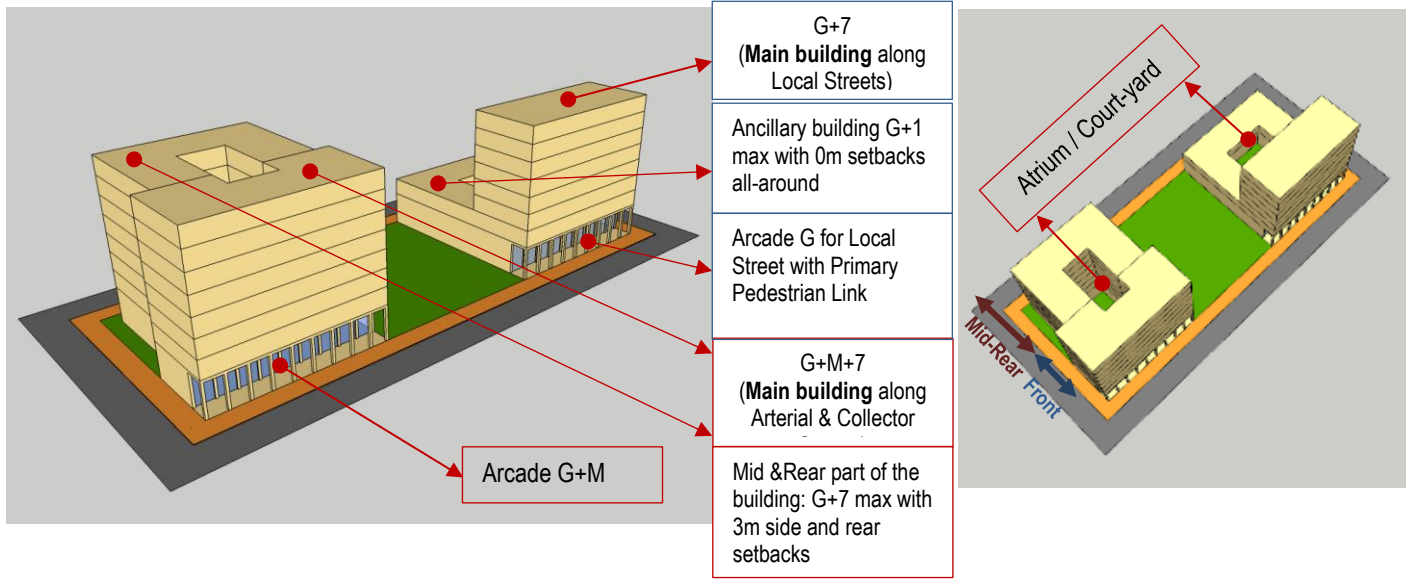 G+7
(Main building along
Local Streets)
Ancillary building G+1
max with 0m setbacks
all-around
Arcade G for Local
Street with Primary
Pedestrian Link
G+M+7
(Main building along
Arterial & Collector
Mid &Rear part of the
building: G+7 max with
3m side and rear
setbacks
Arcade G+M
Atrium / Court-yard
Mid-Rear
Front